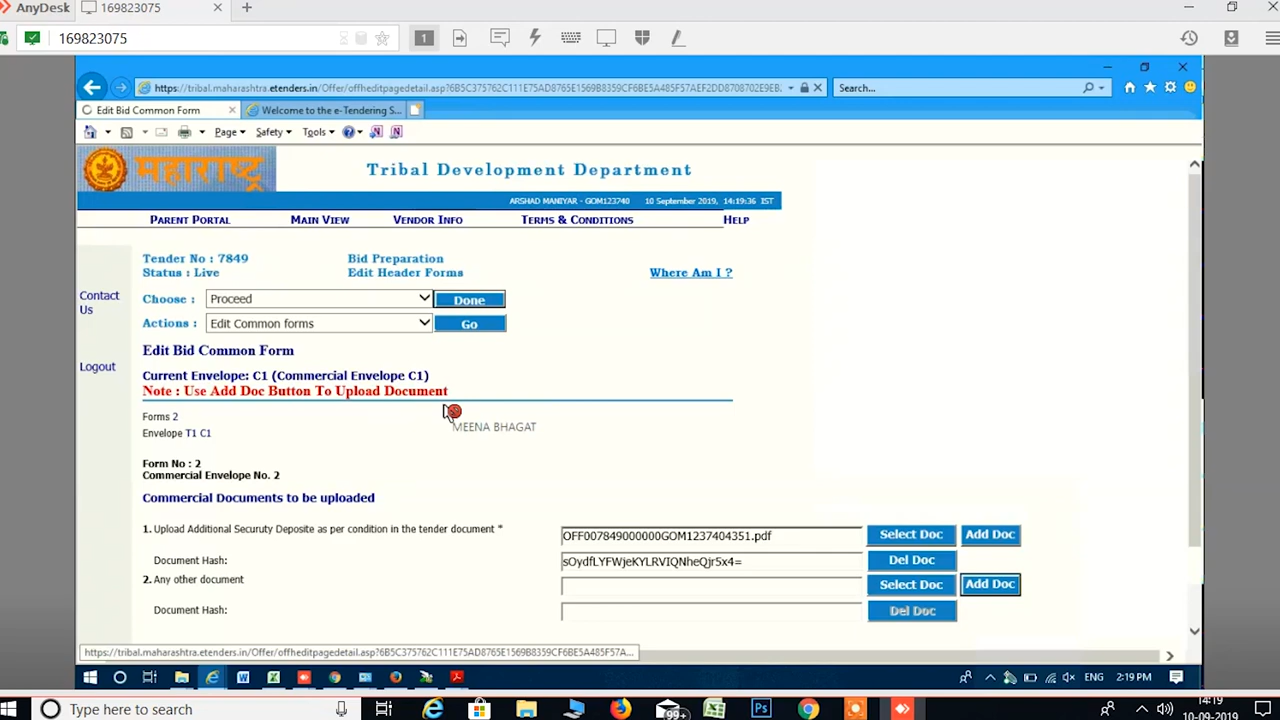 AnyDesk
169823075
169823075
1
https://tribal.maharashtra.etenders.in/Offer/offheditpagedetail.asp?6B5C375762C111E75AD8765E1569B8359CF6BE5A485F57AEF2DD8708702E9EB
Search...
Edit Bid Common Form
Welcome to the e-Tendering S...
Page
Safety
Tools
महाराष्ट्र
Tribal Development Department
ARSHAD MANIYAR - GOM123740 10 September 2019, 14:19:36 IST
PARENT PORTAL
MAIN VIEW
VENDOR INFO
TERMS & CONDITIONS
HELP
Tender No : 7849
Bid Preparation
Status : Live
Edit Header Forms
Where Am I ?
Contact Us
Logout
Choose : Proceed Done
Actions : Edit Common forms Go
Edit Bid Common Form
Current Envelope: C1 (Commercial Envelope C1)
Note : Use Add Doc Button To Upload Document
MEENA BHAGAT
Forms 2
Envelope T1 C1
Form No : 2
Commercial Envelope No. 2
Commercial Documents to be uploaded
1. Upload Additional Securuty Deposite as per condition in the tender document * OFF007849000000GOM1237404351.pdf Select Doc Add Doc
Document Hash: sOydfLYFWjeKYLRVIQNheQjr5x4= Del Doc
2. Any other document Select Doc Add Doc
Document Hash: Del Doc
https://tribal.maharashtra.etenders.in/Offer/offheditpagedetail.asp?6B5C375762C111E75AD8765E1569B8359CF6BE5A485F57A...
ENG 2:19 PM
Type here to search
99+
14:19
10-09-2019